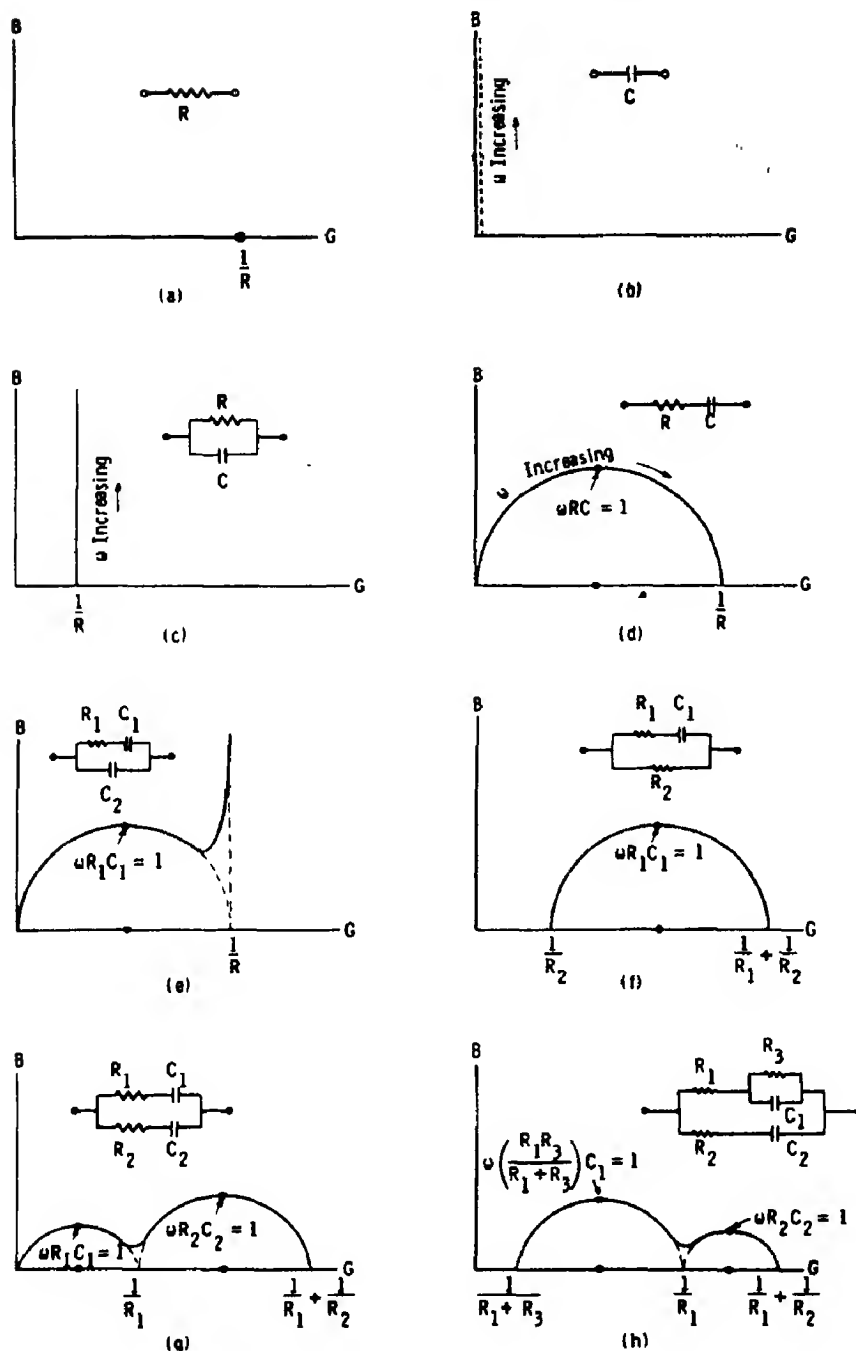 B
R
G
1/R
(a)
B
ω Increasing
C
G
(b)
B
R
C
ω Increasing
G
1/R
(c)
B
R C
ω Increasing
ωRC = 1
G
1/R
(d)
B
R₁ C₁
C₂
ωR₁C₁ = 1
G
1/R
(e)
B
R₁ C₁
R₂
ωR₁C₁ = 1
G
1/R₂
1/R₁ + 1/R₂
(f)
B
R₁ C₁
R₂ C₂
ωR₁C₁ = 1
ωR₂C₂ = 1
G
1/R₁
1/R₁ + 1/R₂
(g)
B
R₃
R₁
C₁
R₂ C₂
ω(R₁R₃/R₁ + R₃)C₁ = 1
ωR₂C₂ = 1
G
1/R₁ + R₃
1/R₁
1/R₁ + 1/R₂
(h)